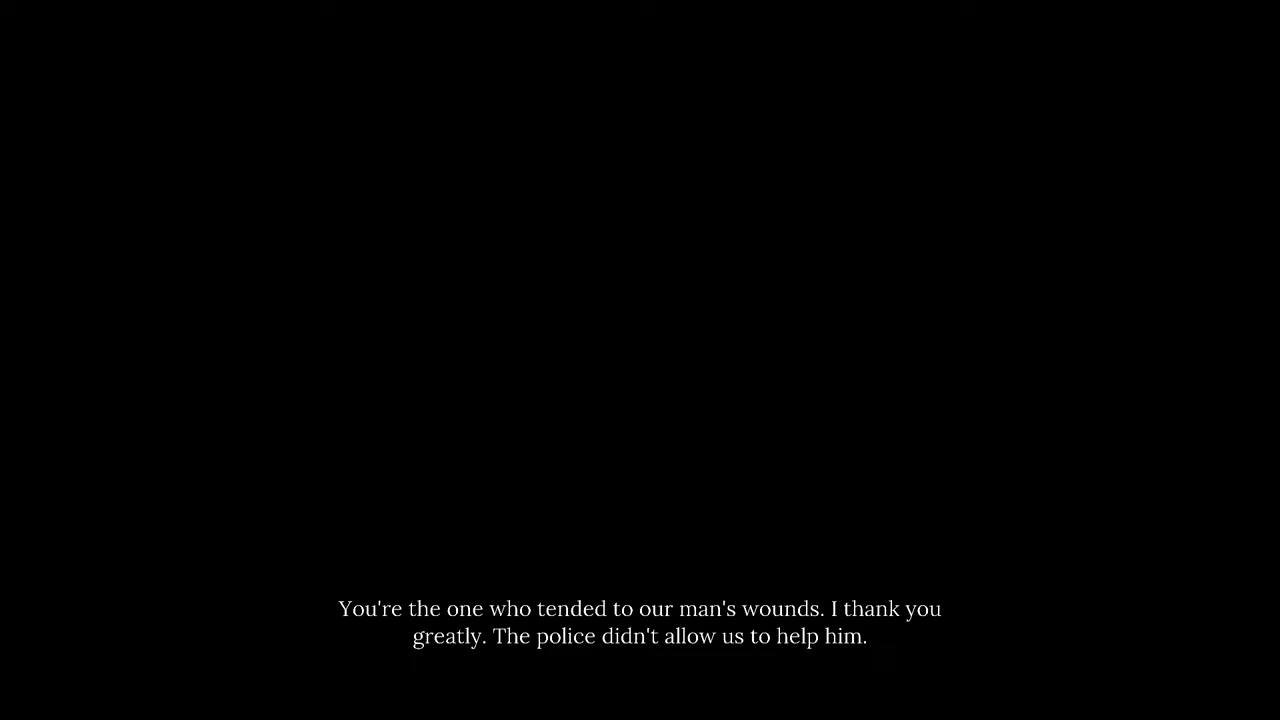 You're the one who tended to our man's wounds. I thank you
greatly. The police didn't allow us to help him.